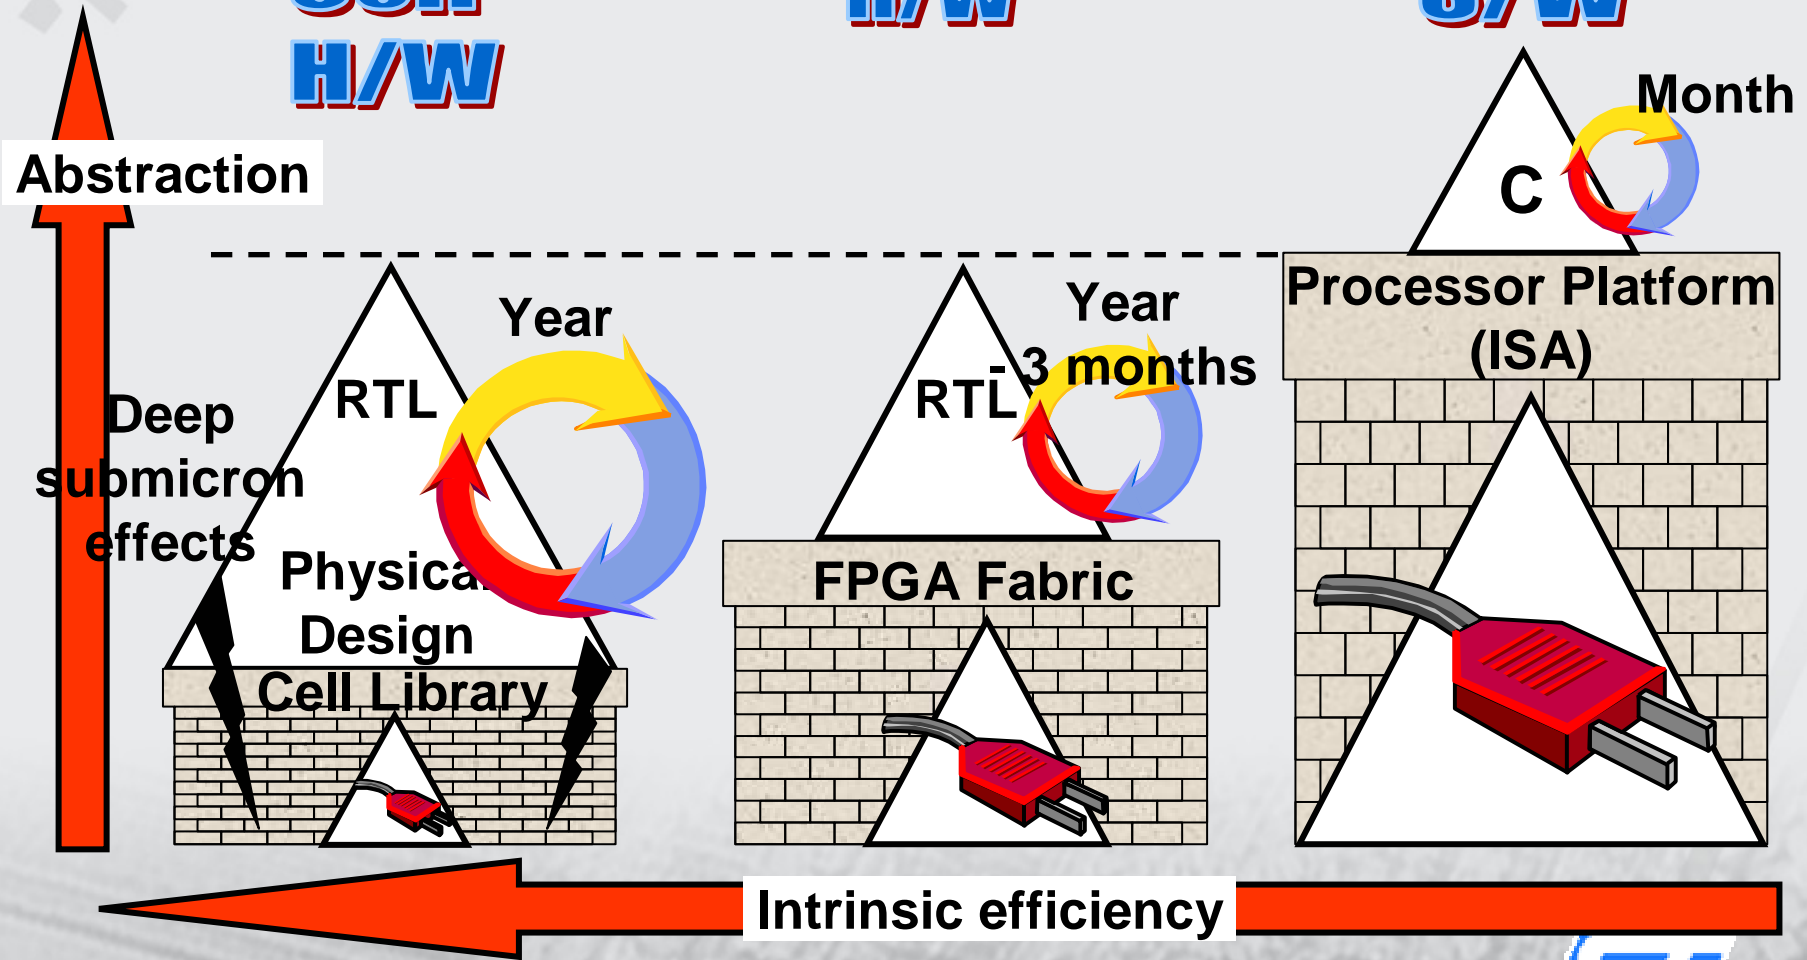 H/W
H/W
S/W
Month
Abstraction
C
Processor Platform
(ISA)
Year
RTL
Year
- 3 months
RTL
Deep
submicron
effects
Physical
Design
Cell Library
FPGA Fabric
Intrinsic efficiency